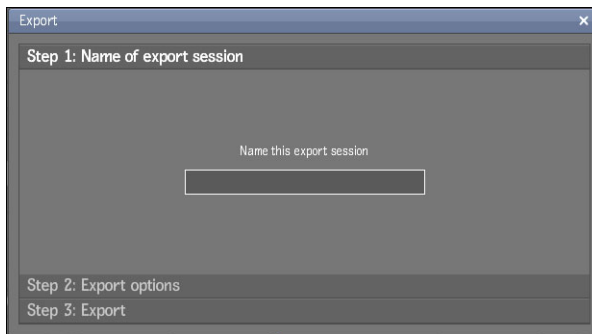 Export
Step 1: Name of export session
Name this export session
Step 2: Export options
Step 3: Export